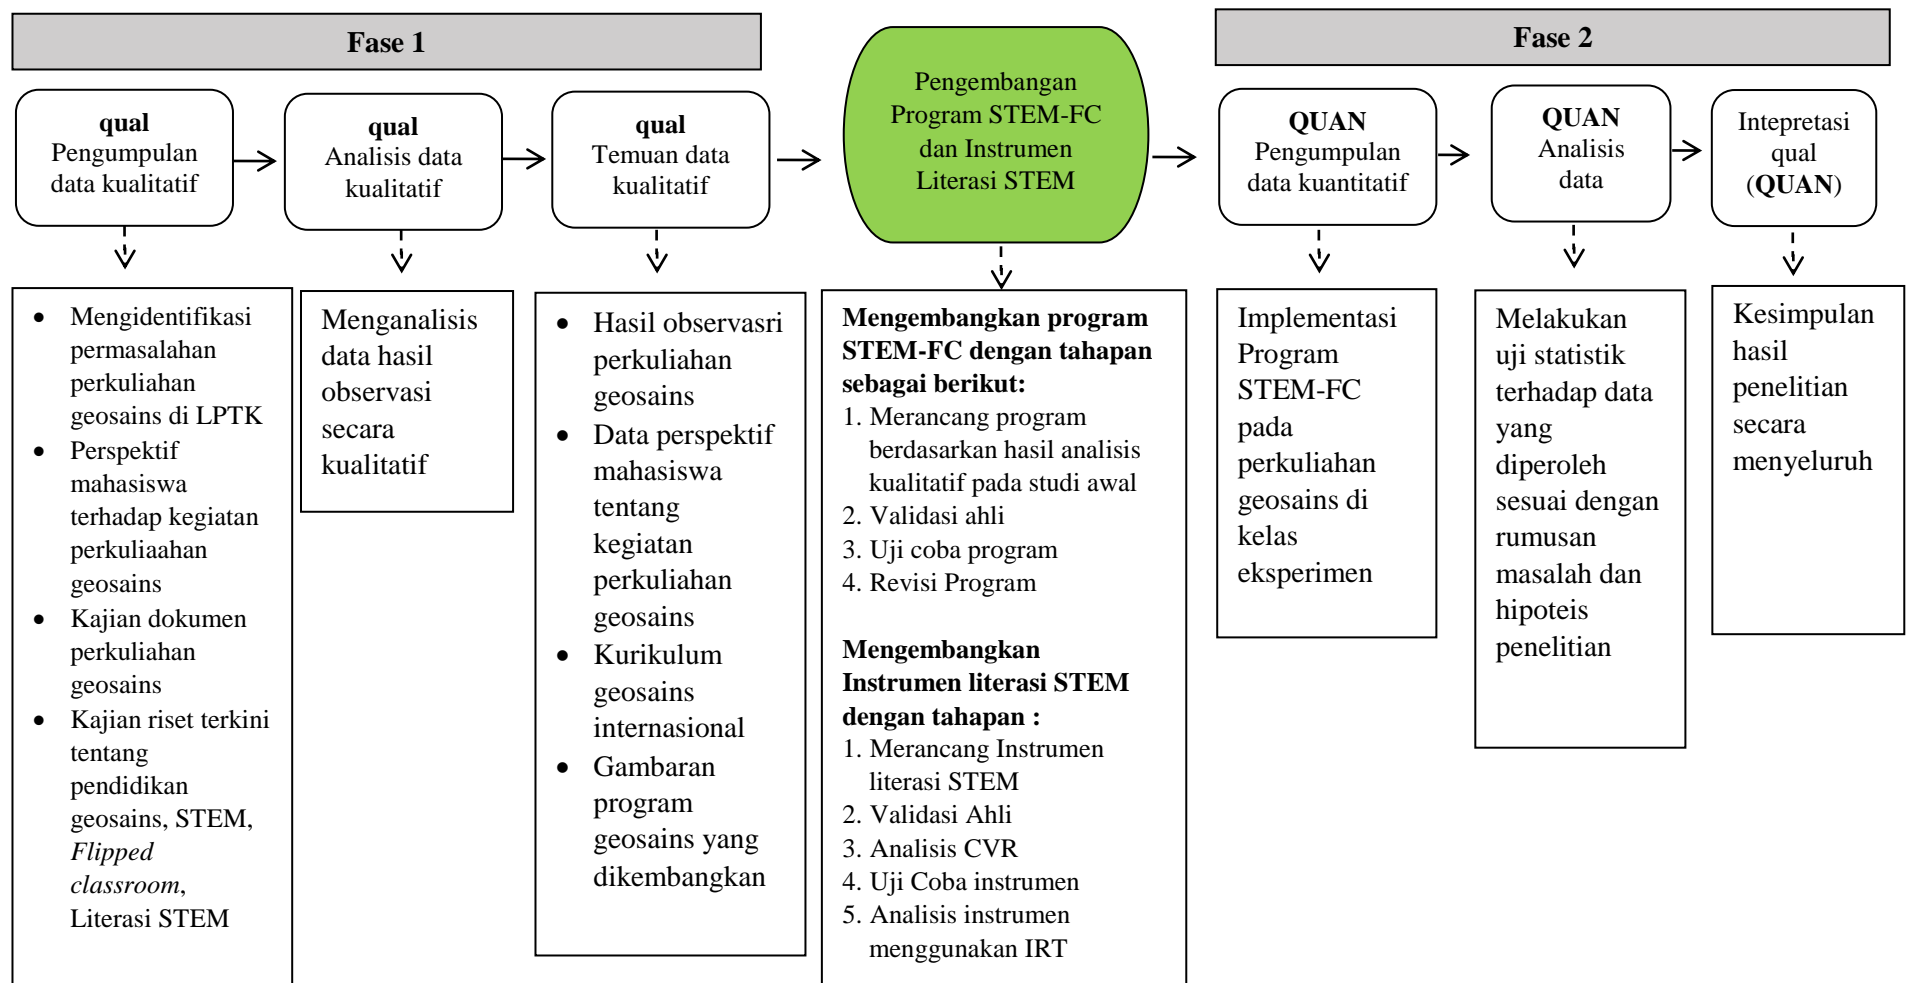 Fase 1
Fase 2
qual
Pengumpulan
data kualitatif
qual
Analisis data
kualitatif
qual
Temuan data
kualitatif
Pengembangan
Program STEM-FC
dan Instrumen
Literasi STEM
QUAN
Pengumpulan
data kuantitatif
QUAN
Analisis
data
Intepretasi
qual
(QUAN)
• Mengidentifikasi
permasalahan
perkuliahan
geosains di LPTK
• Perspektif
mahasiswa
terhadap kegiatan
perkuliaahan
geosains
• Kajian dokumen
perkuliahan
geosains
• Kajian riset terkini
tentang
pendidikan
geosains, STEM,
Flipped
classroom,
Literasi STEM
Menganalisis
data hasil
observasi
secara
kualitatif
• Hasil observasri
perkuliahan
geosains
• Data perspektif
mahasiswa
tentang
kegiatan
perkuliahan
geosains
• Kurikulum
geosains
internasional
• Gambaran
program
geosains yang
dikembangkan
Mengembangkan program
STEM-FC dengan tahapan
sebagai berikut:
1. Merancang program
berdasarkan hasil analisis
kualitatif pada studi awal
2. Validasi ahli
3. Uji coba program
4. Revisi Program
Mengembangkan
Instrumen literasi STEM
dengan tahapan :
1. Merancang Instrumen
literasi STEM
2. Validasi Ahli
3. Analisis CVR
4. Uji Coba instrumen
5. Analisis instrumen
menggunakan IRT
Implementasi
Program
STEM-FC
pada
perkuliahan
geosains di
kelas
eksperimen
Melakukan
uji statistik
terhadap data
yang
diperoleh
sesuai dengan
rumusan
masalah dan
hipoteis
penelitian
Kesimpulan
hasil
penelitian
secara
menyeluruh